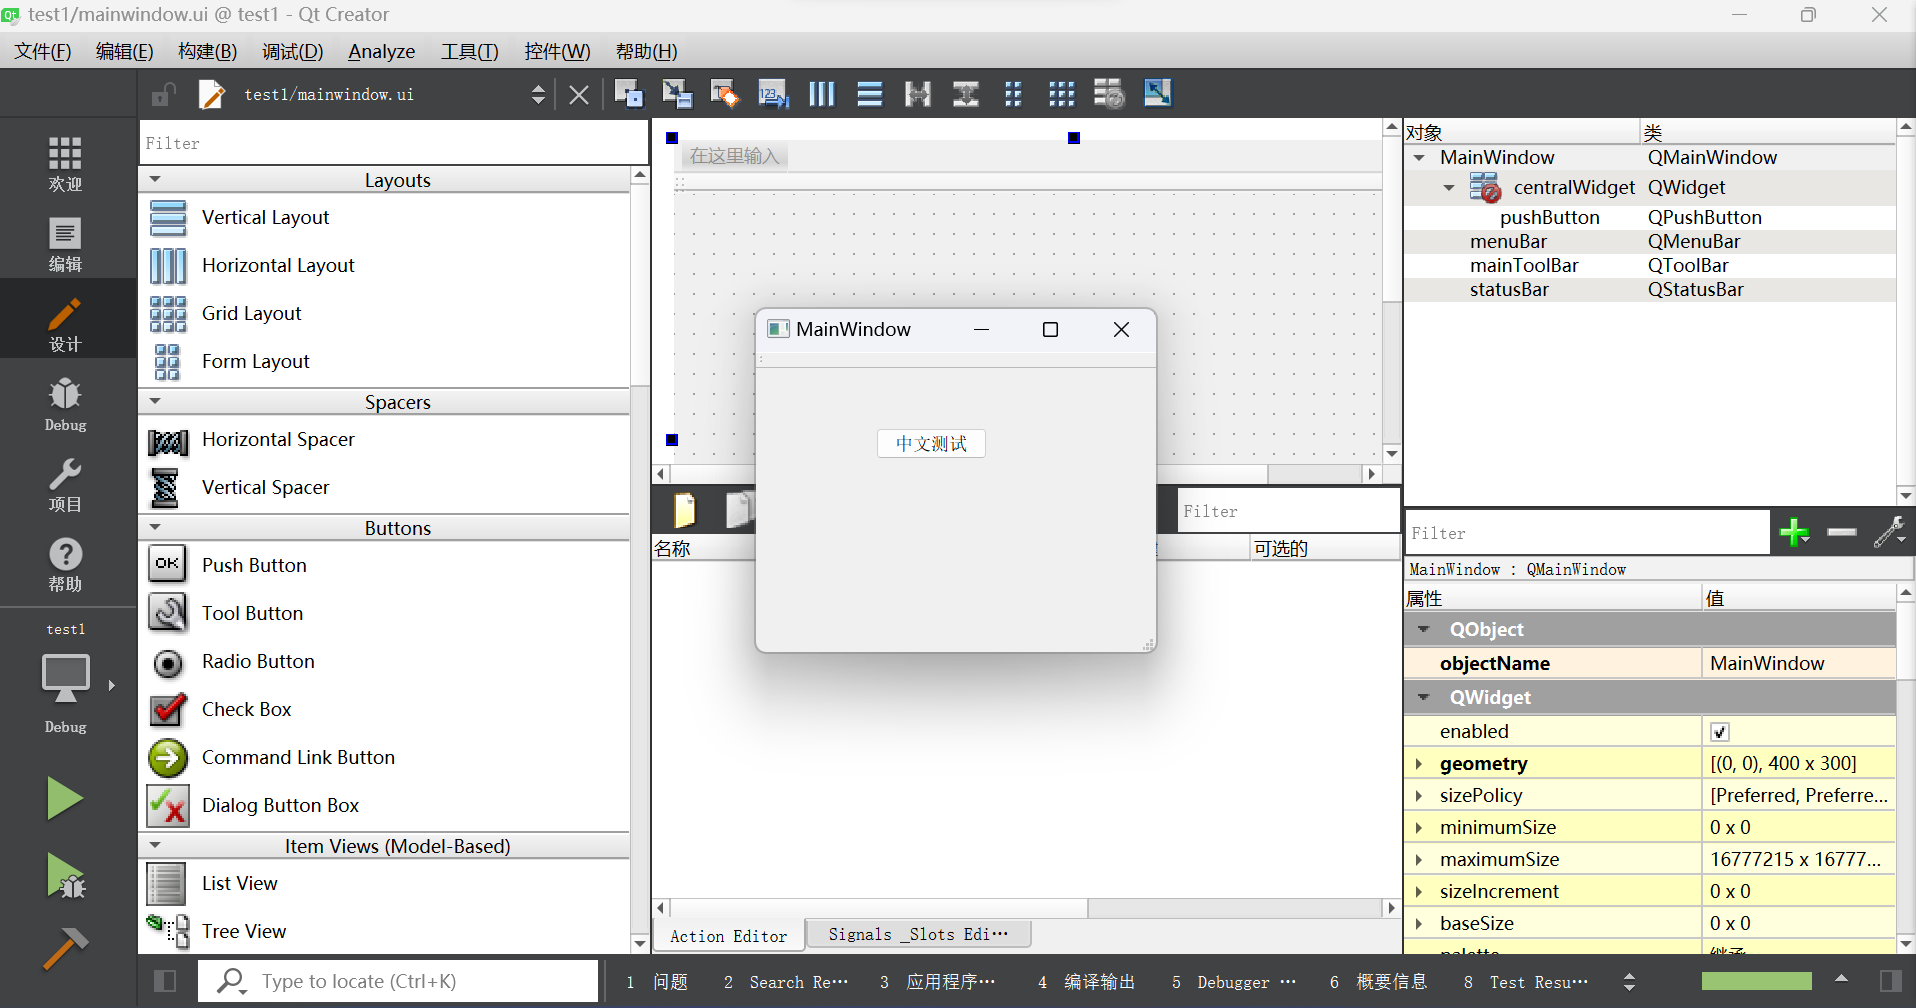 test1/mainwindow.ui @ test1 - Qt Creator
文件(F) 编辑(E) 构建(B) 调试(D) Analyze 工具(T) 控件(W) 帮助(H)
test1/mainwindow.ui
欢迎
编辑
设计
Debug
项目
帮助
test1
Debug
Filter
Layouts
Vertical Layout
Horizontal Layout
Grid Layout
Form Layout
Spacers
Horizontal Spacer
Vertical Spacer
Buttons
OK Push Button
Tool Button
Radio Button
Check Box
Command Link Button
Dialog Button Box
Item Views (Model-Based)
List View
Tree View
在这里输入
MainWindow
中文测试
Filter
名称 可选的
Action Editor Signals _Slots Edi···
对象 类
MainWindow QMainWindow
centralWidget QWidget
pushButton QPushButton
menuBar QMenuBar
mainToolBar QToolBar
statusBar QStatusBar
Filter
MainWindow : QMainWindow
属性 值
QObject
objectName MainWindow
QWidget
enabled
geometry [(0, 0), 400 x 300]
sizePolicy [Preferred, Preferre...
minimumSize 0 x 0
maximumSize 16777215 x 16777...
sizeIncrement 0 x 0
baseSize 0 x 0
palette 继承
Type to locate (Ctrl+K) 1 问题 2 Search Re··· 3 应用程序··· 4 编译输出 5 Debugger ··· 6 概要信息 8 Test Resu···